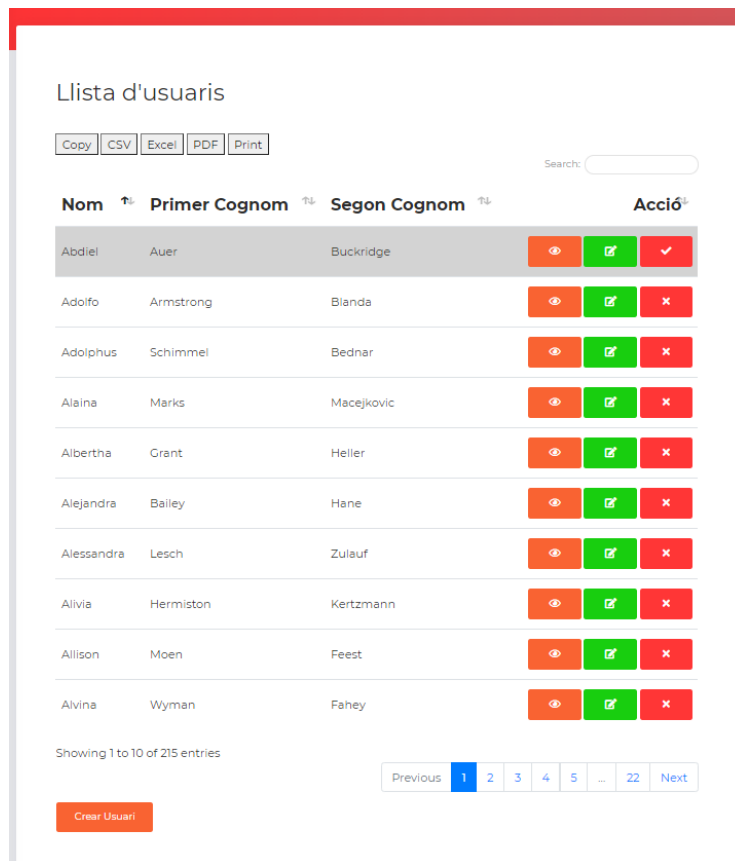 Llista d'usuaris
Copy CSV Excel PDF Print
Search:
Nom Primer Cognom Segon Cognom Acció
Abdiel Auer Buckridge
Adolfo Armstrong Blanda
Adolphus Schimmel Bednar
Alaina Marks Macejkovic
Albertha Grant Heller
Alejandra Bailey Hane
Alessandra Lesch Zulauf
Alivia Hermiston Kertzmann
Allison Moen Feest
Alvina Wyman Fahey
Showing 1 to 10 of 215 entries
Previous 1 2 3 4 5 ... 22 Next
Crear Usuari